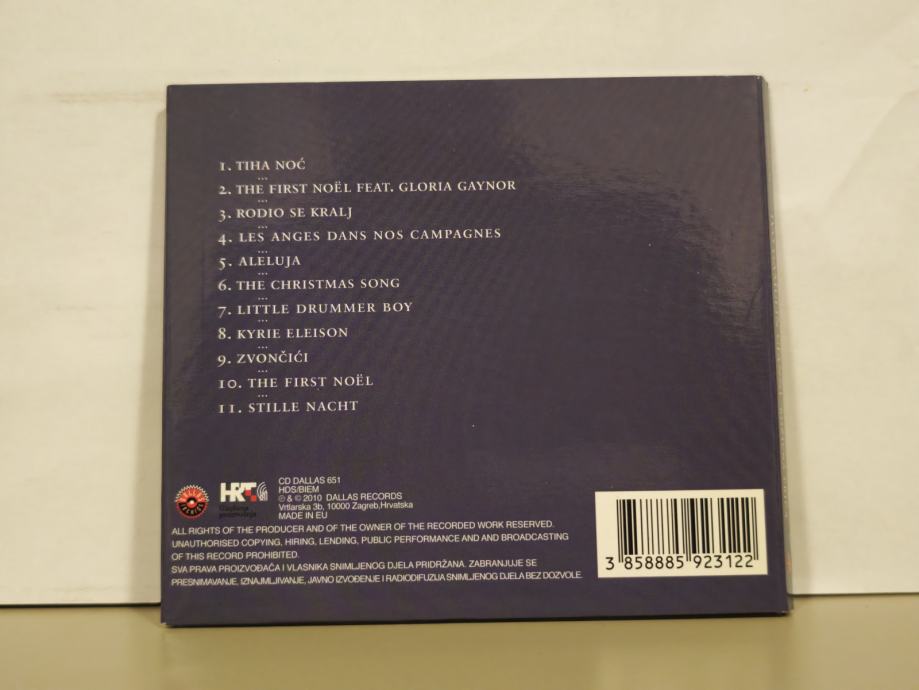 1. TIHA NOĆ
...
2. THE FIRST NOËL FEAT. GLORIA GAYNOR
...
3. RODIO SE KRALJ
...
4. LES ANGES DANS NOS CAMPAGNES
...
5. ALELUJA
...
6. THE CHRISTMAS SONG
...
7. LITTLE DRUMMER BOY
...
8. KYRIE ELEISON
...
9. ZVONČIĆI
...
10. THE FIRST NOËL
...
11. STILLE NACHT
HRT
CD DALLAS 651
HDS/BIEM
℗ & © 2010 DALLAS RECORDS
Vrtlarska 3b, 10000 Zagreb,Hrvatska
MADE IN EU
ALL RIGHTS OF THE PRODUCER AND OF THE OWNER OF THE RECORDED WORK RESERVED.
UNAUTHORISED COPYING, HIRING, LENDING, PUBLIC PERFORMANCE AND AND BROADCASTING
OF THIS RECORD PROHIBITED.
SVA PRAVA PROIZVOĐAČA I VLASNIKA SNIMLJENOG DJELA PRIDRŽANA. ZABRANJUJE SE
PRESNIMAVANJE, IZNAJMLJIVANJE, JAVNO IZVOĐENJE I RADIODIFUZIJA SNIMLJENOG DJELA BEZ DOZVOLE.
3 858885 923122